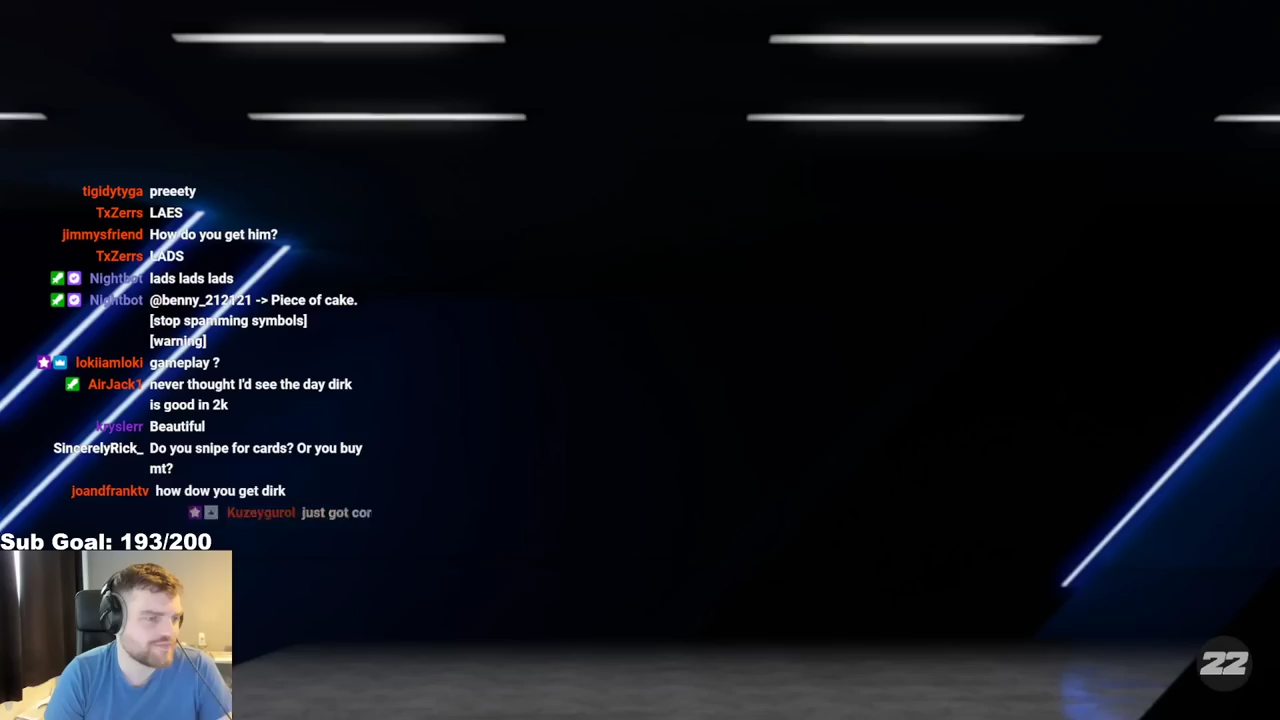 tigidytyga preeety
TxZerrs LAES
jimmysfriend How do you get him?
TxZerrs LADS
Nightbot lads lads lads
Nightbot @benny_212121 -> Piece of cake.
[stop spamming symbols]
[warning]
lokiiamloki gameplay ?
AirJack1 never thought I'd see the day dirk
is good in 2k
kryslerr Beautiful
SincerelyRick_ Do you snipe for cards? Or you buy
mt?
joandfranktv how dow you get dirk
Kuzeygurol just got cor
Sub Goal: 193/200
22